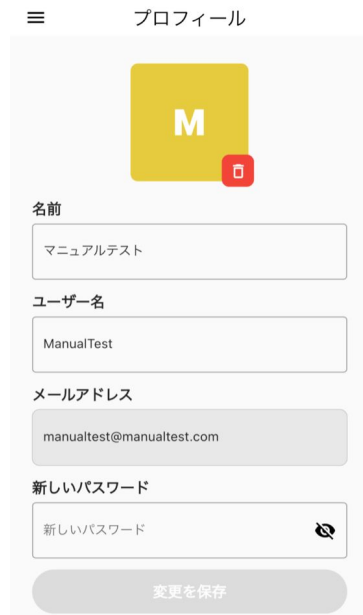 プロフィール
M
名前
マニュアルテスト
ユーザー名
ManualTest
メールアドレス
manualtest@manualtest.com
新しいパスワード
新しいパスワード
変更を保存